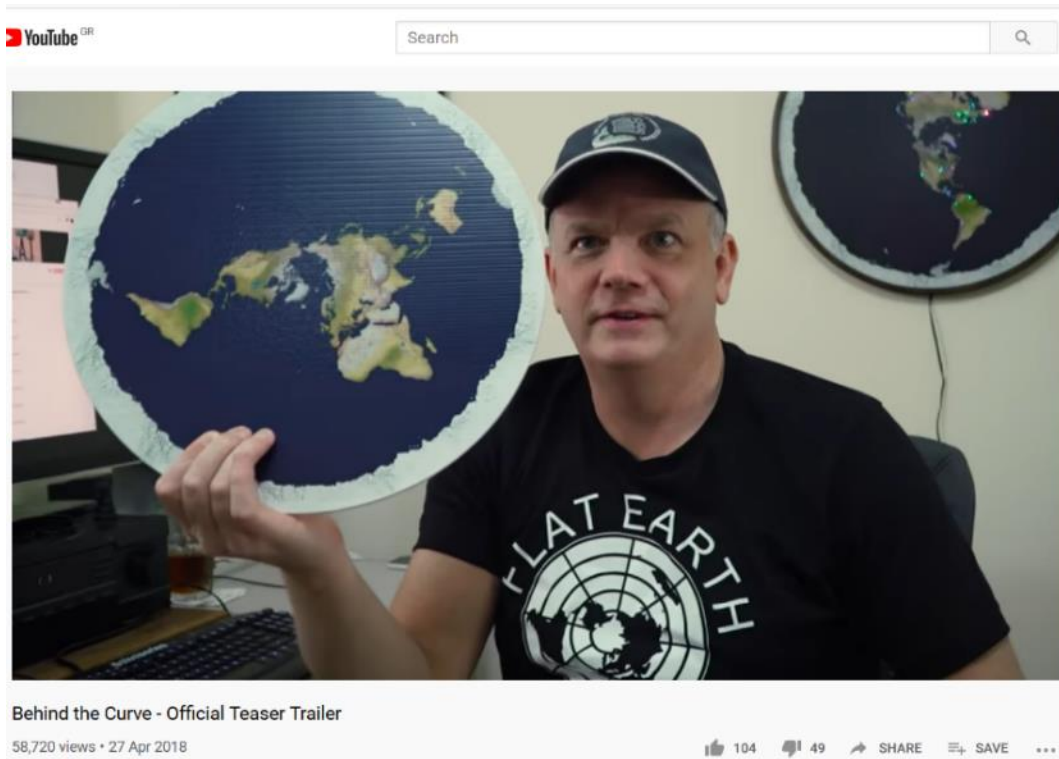 YouTube GR
Search
FLAT EARTH
Behind the Curve - Official Teaser Trailer
58,720 views • 27 Apr 2018
104 49 SHARE SAVE